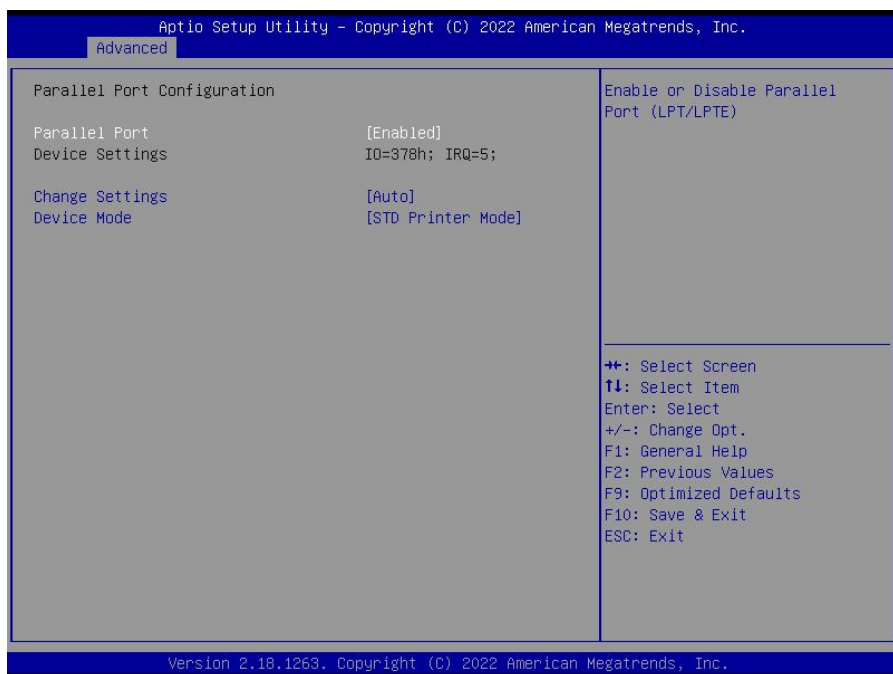 Aptio Setup Utility – Copyright (C) 2022 American Megatrends, Inc.
Advanced
Parallel Port Configuration
Parallel Port [Enabled]
Device Settings IO=378h; IRQ=5;
Change Settings [Auto]
Device Mode [STD Printer Mode]
Enable or Disable Parallel
Port (LPT/LPTE)
→←: Select Screen
↑↓: Select Item
Enter: Select
+/-: Change Opt.
F1: General Help
F2: Previous Values
F9: Optimized Defaults
F10: Save & Exit
ESC: Exit
Version 2.18.1263. Copyright (C) 2022 American Megatrends, Inc.